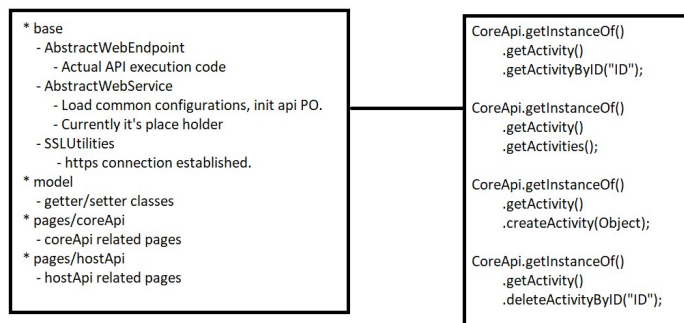 * base
- AbstractWebEndpoint
- Actual API execution code
- AbstractWebService
- Load common configurations, init api PO.
- Currently it's place holder
- SSLUtilities
- https connection established.
* model
- getter/setter classes
* pages/coreApi
- coreApi related pages
* pages/hostApi
- hostApi related pages
CoreApi.getInstanceOf()
.getActivity()
.getActivityByID("ID");
CoreApi.getInstanceOf()
.getActivity()
.getActivities();
CoreApi.getInstanceOf()
.getActivity()
.createActivity(Object);
CoreApi.getInstanceOf()
.getActivity()
.deleteActivityByID("ID");